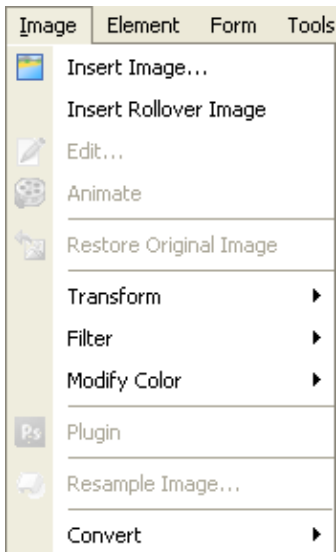 Image Element Form Tools
Insert Image...
Insert Rollover Image
Edit...
Animate
Restore Original Image
Transform
Filter
Modify Color
Ps Plugin
Resample Image...
Convert